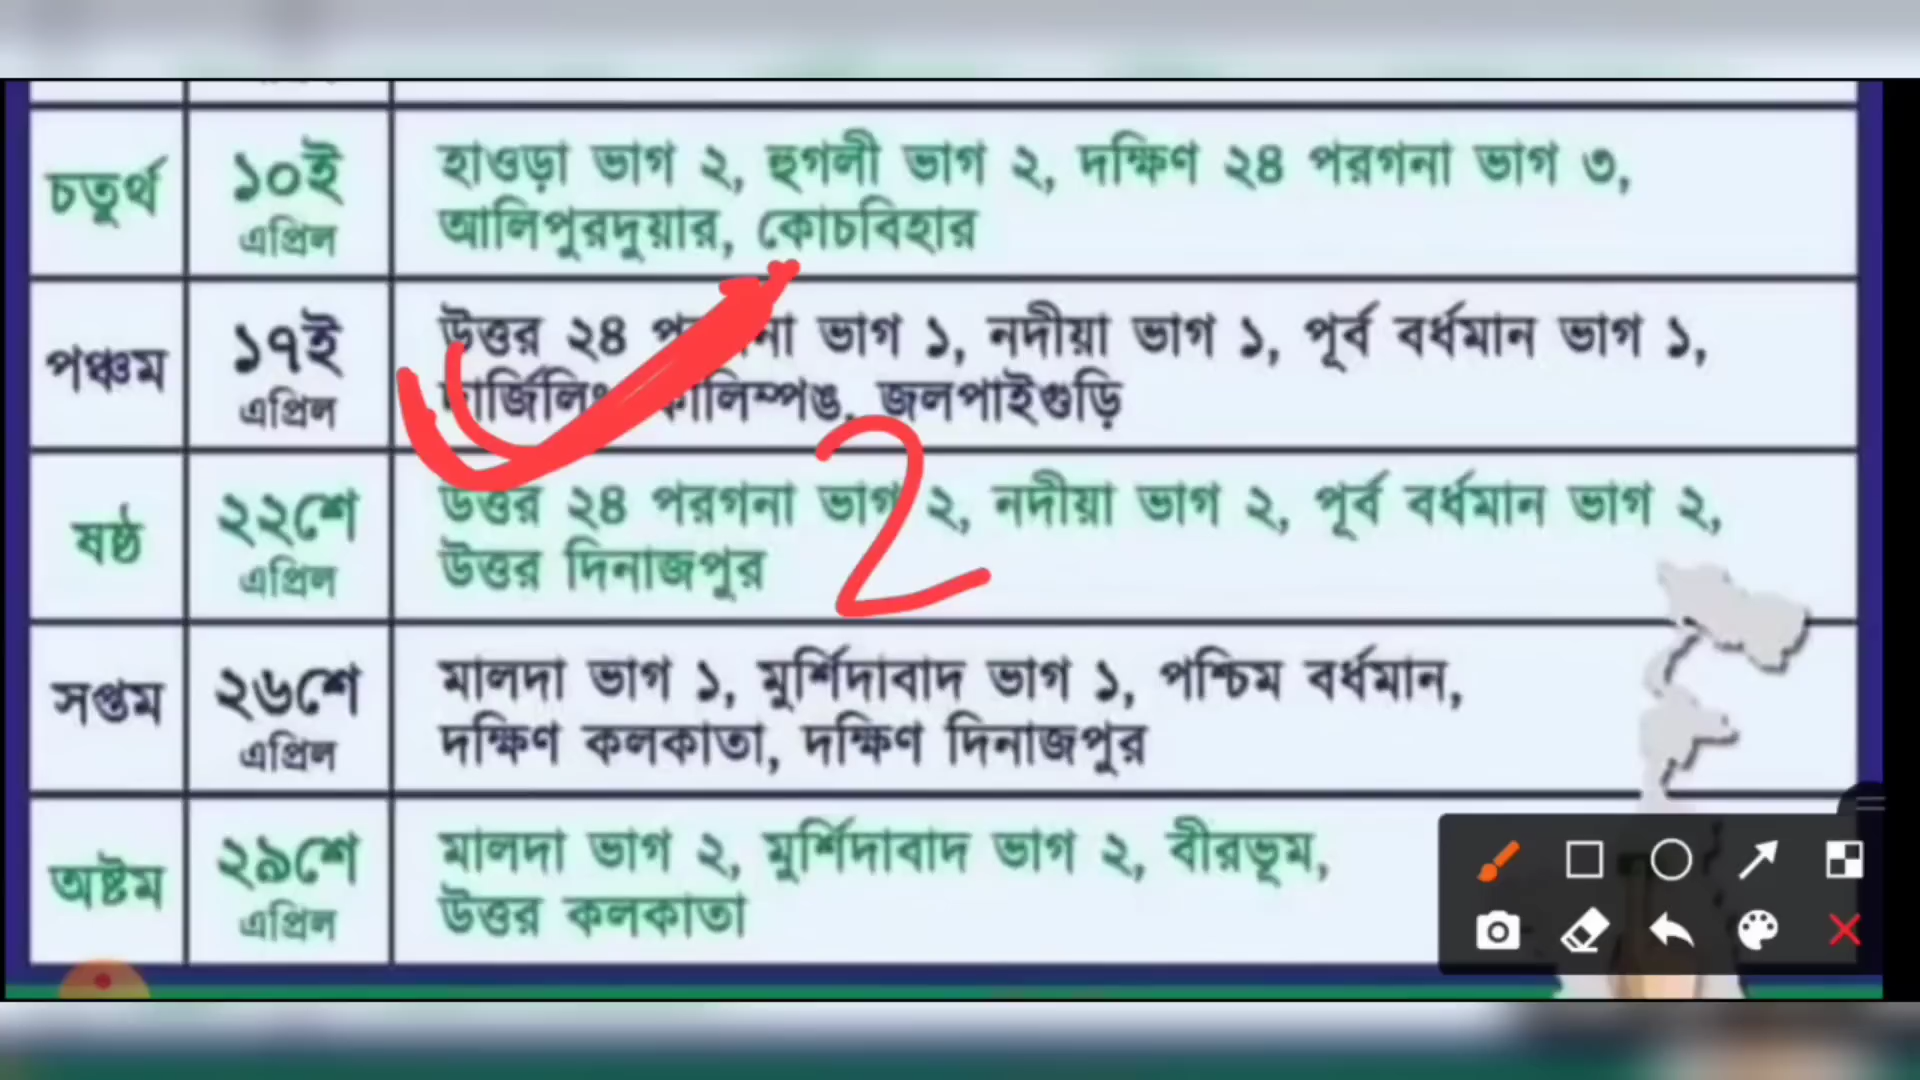 চতুর্থ
১০ই
এপ্রিল
হাওড়া ভাগ ২, হুগলী ভাগ ২, দক্ষিণ ২৪ পরগনা ভাগ ৩,
আলিপুরদুয়ার, কোচবিহার
পঞ্চম
১৭ই
এপ্রিল
উত্তর ২৪ পরগনা ভাগ ১, নদীয়া ভাগ ১, পূর্ব বর্ধমান ভাগ ১,
দার্জিলিং, কালিম্পঙ, জলপাইগুড়ি
2
ষষ্ঠ
২২শে
এপ্রিল
উত্তর ২৪ পরগনা ভাগ ২, নদীয়া ভাগ ২, পূর্ব বর্ধমান ভাগ ২,
উত্তর দিনাজপুর
সপ্তম
২৬শে
এপ্রিল
মালদা ভাগ ১, মুর্শিদাবাদ ভাগ ১, পশ্চিম বর্ধমান,
দক্ষিণ কলকাতা, দক্ষিণ দিনাজপুর
অষ্টম
২৯শে
এপ্রিল
মালদা ভাগ ২, মুর্শিদাবাদ ভাগ ২, বীরভূম,
উত্তর কলকাতা